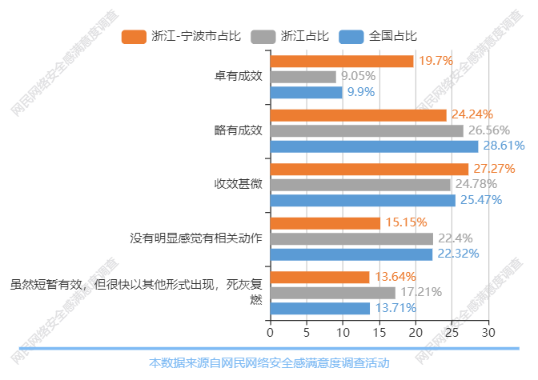 网民网络安全感满意度调查
网民网络安全感满意度调查
浙江-宁波市占比 浙江占比 全国占比
卓有成效 19.7%
9.05%
9.9%
略有成效 24.24%
26.56%
28.61%
收效甚微 27.27%
24.78%
25.47%
没有明显感觉有相关动作 15.15%
22.4%
22.32%
虽然短暂有效，但很快以其他形式出现，死灰复
燃
13.64%
17.21%
13.71%
0 5 10 15 20 25 30
网民网络安全感满意度调查
网民网络安全感满意度调查
本数据来源自网民网络安全感满意度调查活动